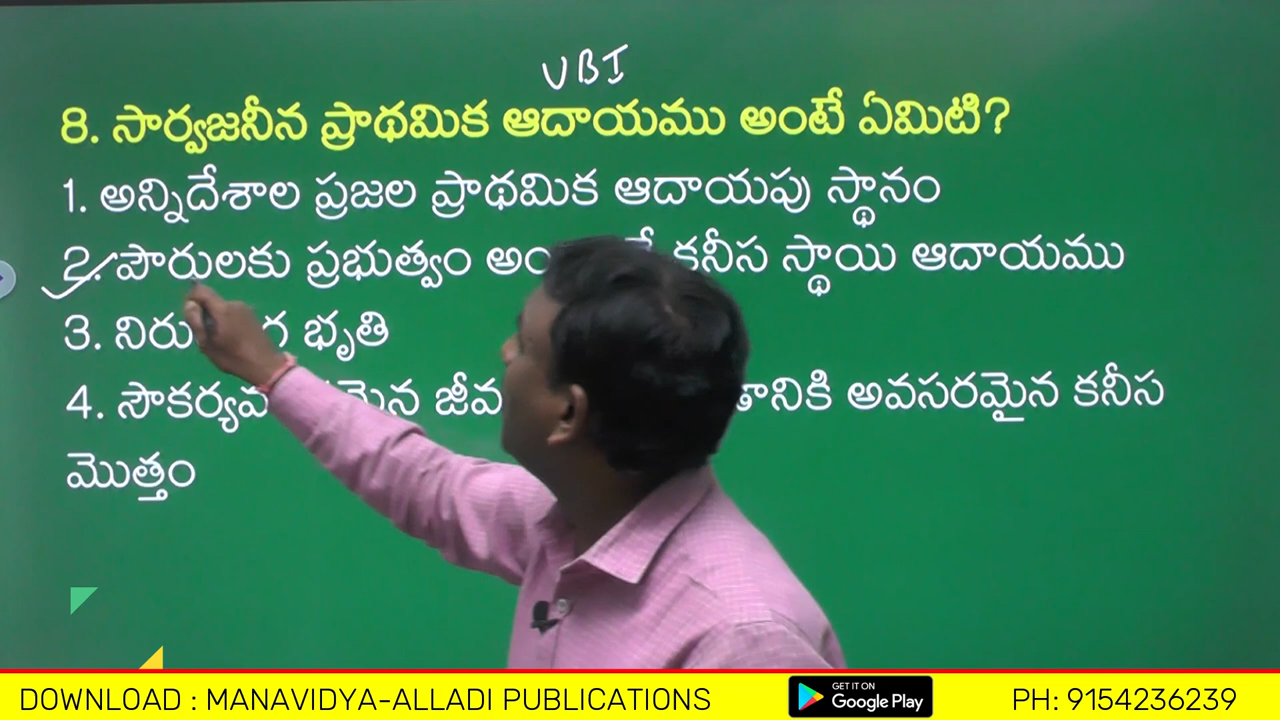 UBI
8. సార్వజనీన ప్రాథమిక ఆదాయము అంటే ఏమిటి?
1. అన్నిదేశాల ప్రజల ప్రాథమిక ఆదాయపు స్థానం
2. పౌరులకు ప్రభుత్వం కనీస స్థాయి ఆదాయము
3. భృతి
4. అవసరమైన కనీస
మొత్తం
DOWNLOAD : MANAVIDYA-ALLADI PUBLICATIONS
GET IT ON
Google Play
PH: 9154236239